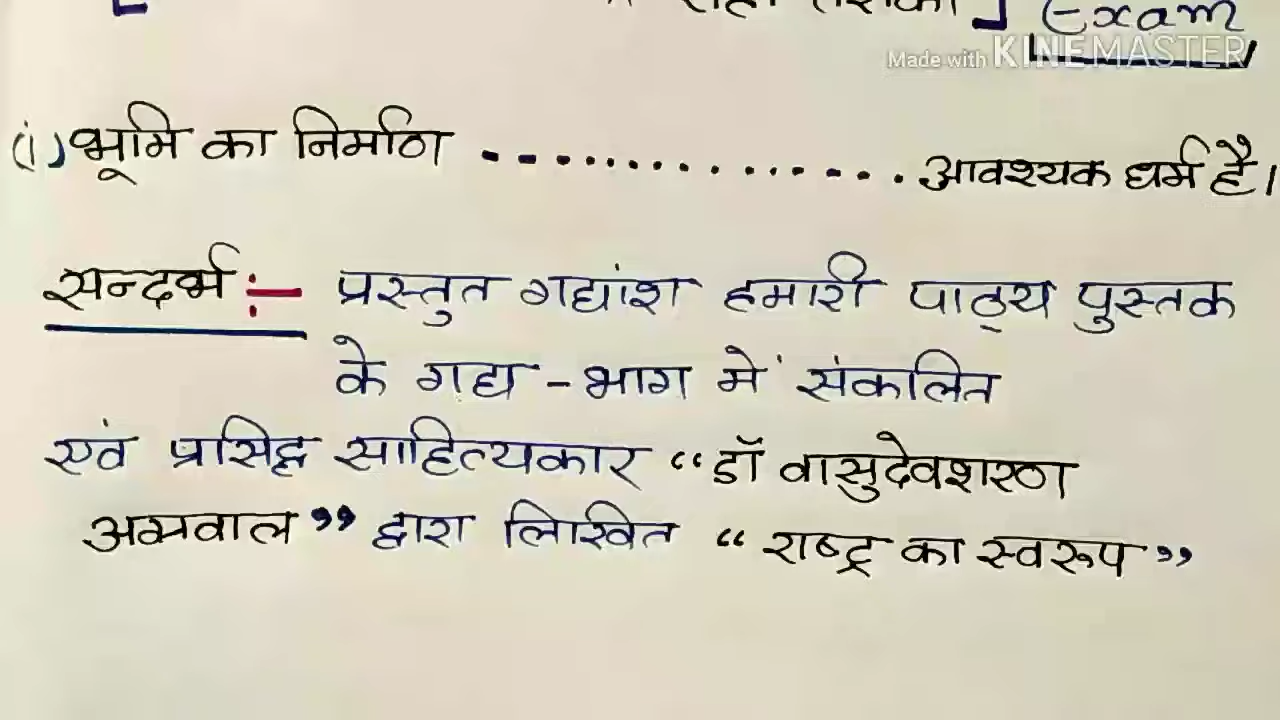 ] Exam
Made with KINEMASTER
(i) भूमि का निर्माण .............. आवश्यक धर्म है।
सन्दर्भ :- प्रस्तुत गद्यांश हमारी पाठ्य पुस्तक
के गद्य - भाग में संकलित
एवं प्रसिद्ध साहित्यकार “डॉ वासुदेवशरण
अग्रवाल” द्वारा लिखित “राष्ट्र का स्वरूप”